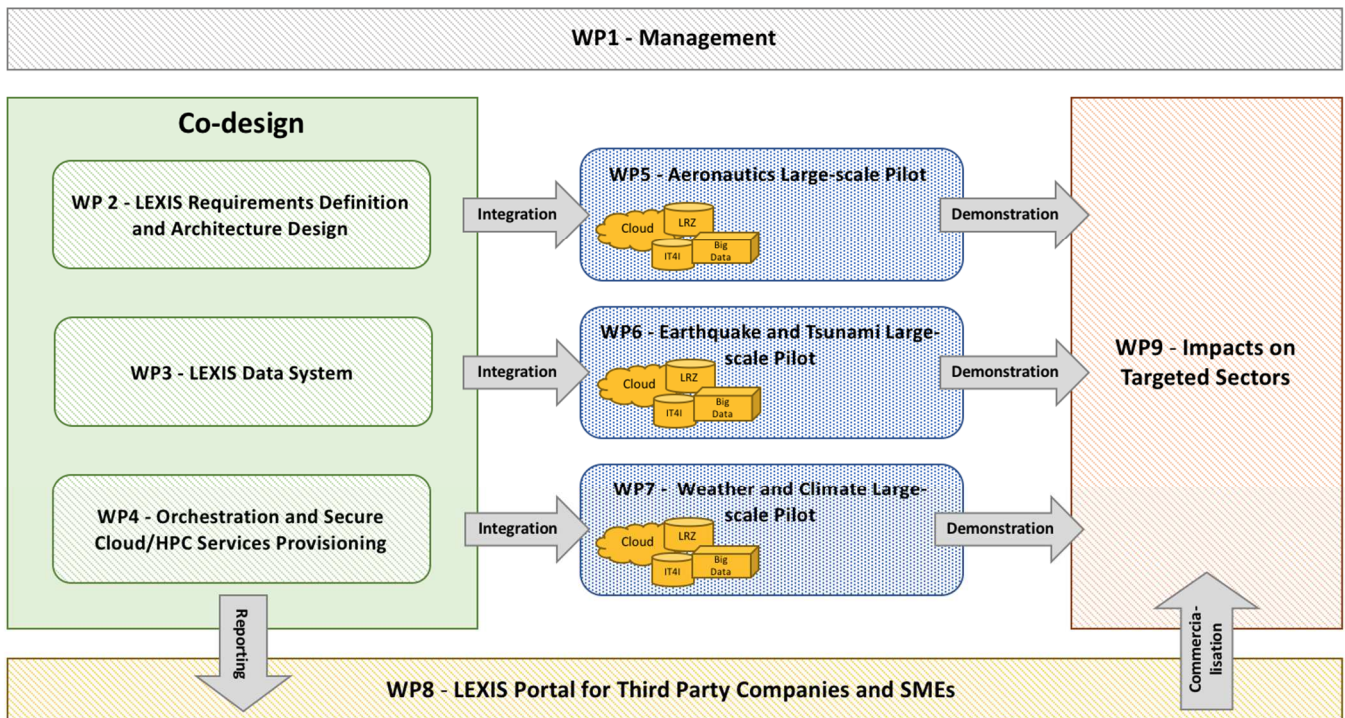 WP1 - Management
Co-design
WP 2 - LEXIS Requirements Definition
and Architecture Design
Integration
WP5 - Aeronautics Large-scale Pilot
Cloud
LRZ
IT4I
Big
Data
Demonstration
WP3 - LEXIS Data System
Integration
WP6 - Earthquake and Tsunami Large-
scale Pilot
Cloud
LRZ
IT4I
Big
Data
Demonstration
WP9 - Impacts on
Targeted Sectors
WP4 - Orchestration and Secure
Cloud/HPC Services Provisioning
Integration
WP7 - Weather and Climate Large-
scale Pilot
Cloud
LRZ
IT4I
Big
Data
Demonstration
Reporting
Commercia-
lisation
WP8 - LEXIS Portal for Third Party Companies and SMEs